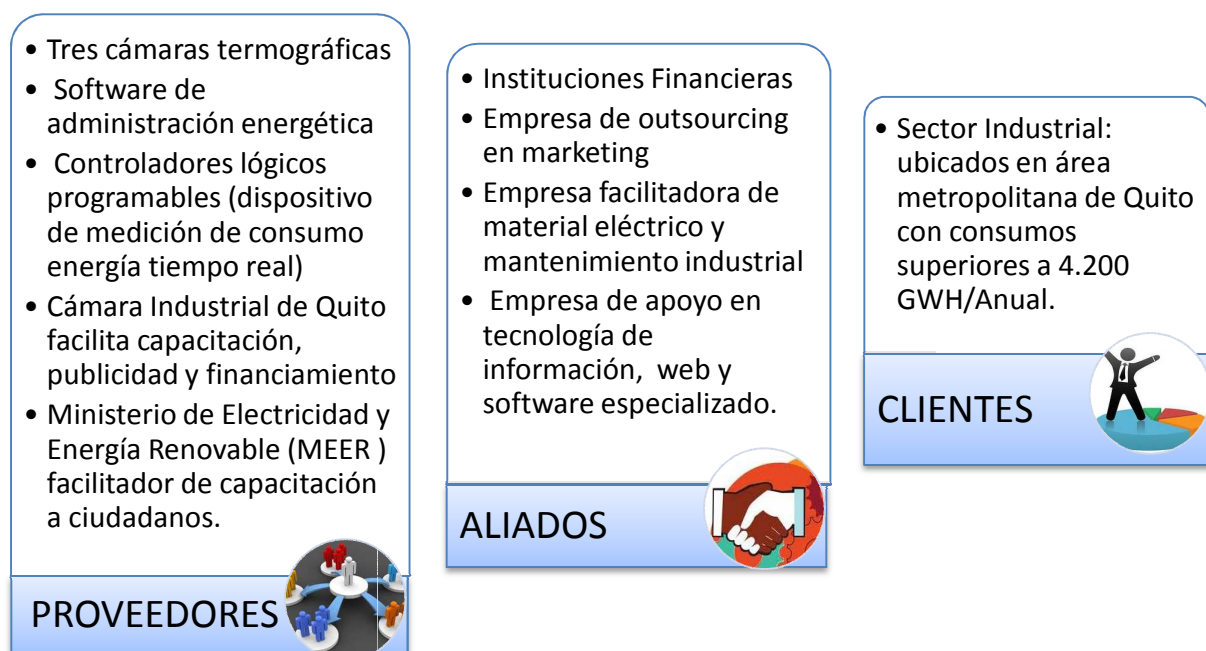 • Tres cámaras termográficas
• Software de
administración energética
• Controladores lógicos
programables (dispositivo
de medición de consumo
energía tiempo real)
• Cámara Industrial de Quito
facilita capacitación,
publicidad y financiamiento
• Ministerio de Electricidad y
Energía Renovable (MEER )
facilitador de capacitación
a ciudadanos.
PROVEEDORES
• Instituciones Financieras
• Empresa de outsourcing
en marketing
• Empresa facilitadora de
material eléctrico y
mantenimiento industrial
• Empresa de apoyo en
tecnología de
información, web y
software especializado.
ALIADOS
• Sector Industrial:
ubicados en área
metropolitana de Quito
con consumos
superiores a 4.200
GWH/Anual.
CLIENTES